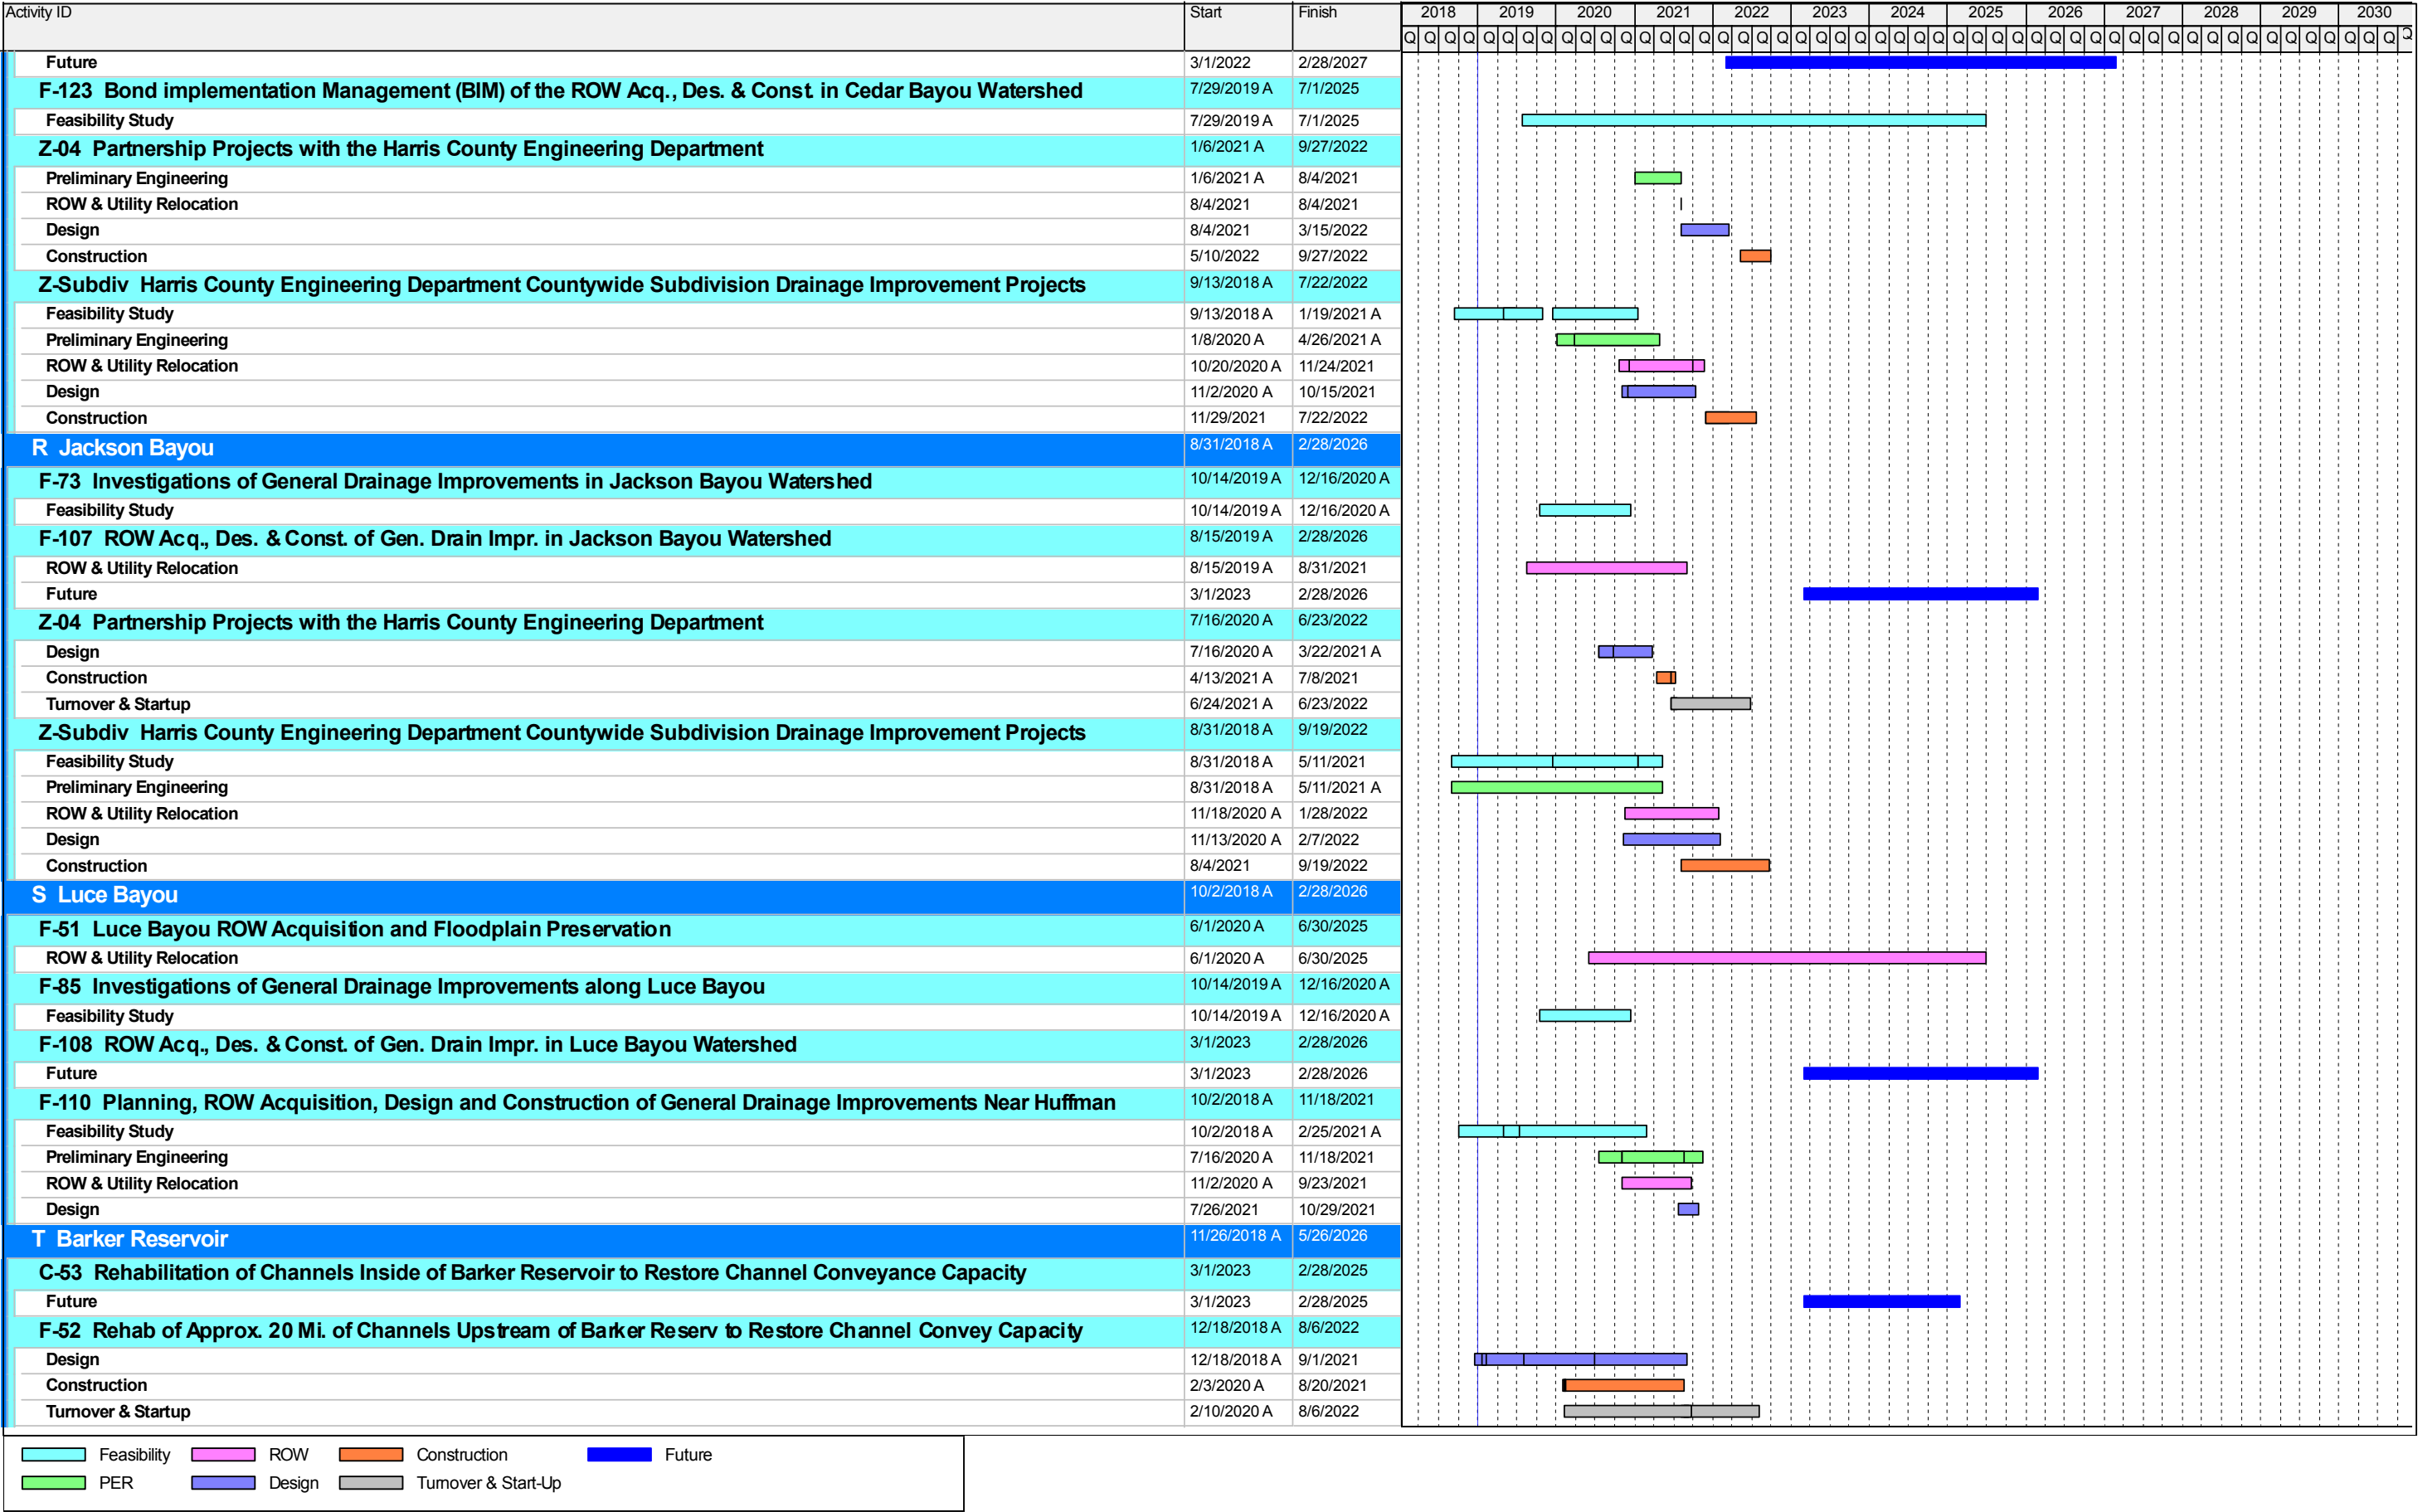 Activity ID Start Finish 2018 2019 2020 2021 2022 2023 2024 2025 2026 2027 2028 2029 2030
Q Q Q Q Q Q Q Q Q Q Q Q Q Q Q Q Q Q Q Q Q Q Q Q Q Q Q Q Q Q Q Q Q Q Q Q Q Q Q Q Q Q Q Q Q Q Q Q Q Q Q Q
Future 3/1/2022 2/28/2027
F-123 Bond implementation Management (BIM) of the ROW Acq., Des. & Const. in Cedar Bayou Watershed 7/29/2019 A 7/1/2025
Feasibility Study 7/29/2019 A 7/1/2025
Z-04 Partnership Projects with the Harris County Engineering Department 1/6/2021 A 9/27/2022
Preliminary Engineering 1/6/2021 A 8/4/2021
ROW & Utility Relocation 8/4/2021 8/4/2021
Design 8/4/2021 3/15/2022
Construction 5/10/2022 9/27/2022
Z-Subdiv Harris County Engineering Department Countywide Subdivision Drainage Improvement Projects 9/13/2018 A 7/22/2022
Feasibility Study 9/13/2018 A 1/19/2021 A
Preliminary Engineering 1/8/2020 A 4/26/2021 A
ROW & Utility Relocation 10/20/2020 A 11/24/2021
Design 11/2/2020 A 10/15/2021
Construction 11/29/2021 7/22/2022
R Jackson Bayou 8/31/2018 A 2/28/2026
F-73 Investigations of General Drainage Improvements in Jackson Bayou Watershed 10/14/2019 A 12/16/2020 A
Feasibility Study 10/14/2019 A 12/16/2020 A
F-107 ROW Acq., Des. & Const. of Gen. Drain Impr. in Jackson Bayou Watershed 8/15/2019 A 2/28/2026
ROW & Utility Relocation 8/15/2019 A 8/31/2021
Future 3/1/2023 2/28/2026
Z-04 Partnership Projects with the Harris County Engineering Department 7/16/2020 A 6/23/2022
Design 7/16/2020 A 3/22/2021 A
Construction 4/13/2021 A 7/8/2021
Turnover & Startup 6/24/2021 A 6/23/2022
Z-Subdiv Harris County Engineering Department Countywide Subdivision Drainage Improvement Projects 8/31/2018 A 9/19/2022
Feasibility Study 8/31/2018 A 5/11/2021
Preliminary Engineering 8/31/2018 A 5/11/2021 A
ROW & Utility Relocation 11/18/2020 A 1/28/2022
Design 11/13/2020 A 2/7/2022
Construction 8/4/2021 9/19/2022
S Luce Bayou 10/2/2018 A 2/28/2026
F-51 Luce Bayou ROW Acquisition and Floodplain Preservation 6/1/2020 A 6/30/2025
ROW & Utility Relocation 6/1/2020 A 6/30/2025
F-85 Investigations of General Drainage Improvements along Luce Bayou 10/14/2019 A 12/16/2020 A
Feasibility Study 10/14/2019 A 12/16/2020 A
F-108 ROW Acq., Des. & Const. of Gen. Drain Impr. in Luce Bayou Watershed 3/1/2023 2/28/2026
Future 3/1/2023 2/28/2026
F-110 Planning, ROW Acquisition, Design and Construction of General Drainage Improvements Near Huffman 10/2/2018 A 11/18/2021
Feasibility Study 10/2/2018 A 2/25/2021 A
Preliminary Engineering 7/16/2020 A 11/18/2021
ROW & Utility Relocation 11/2/2020 A 9/23/2021
Design 7/26/2021 10/29/2021
T Barker Reservoir 11/26/2018 A 5/26/2026
C-53 Rehabilitation of Channels Inside of Barker Reservoir to Restore Channel Conveyance Capacity 3/1/2023 2/28/2025
Future 3/1/2023 2/28/2025
F-52 Rehab of Approx. 20 Mi. of Channels Upstream of Barker Reserv to Restore Channel Convey Capacity 12/18/2018 A 8/6/2022
Design 12/18/2018 A 9/1/2021
Construction 2/3/2020 A 8/20/2021
Turnover & Startup 2/10/2020 A 8/6/2022
Feasibility ROW Construction Future
PER Design Turnover & Start-Up